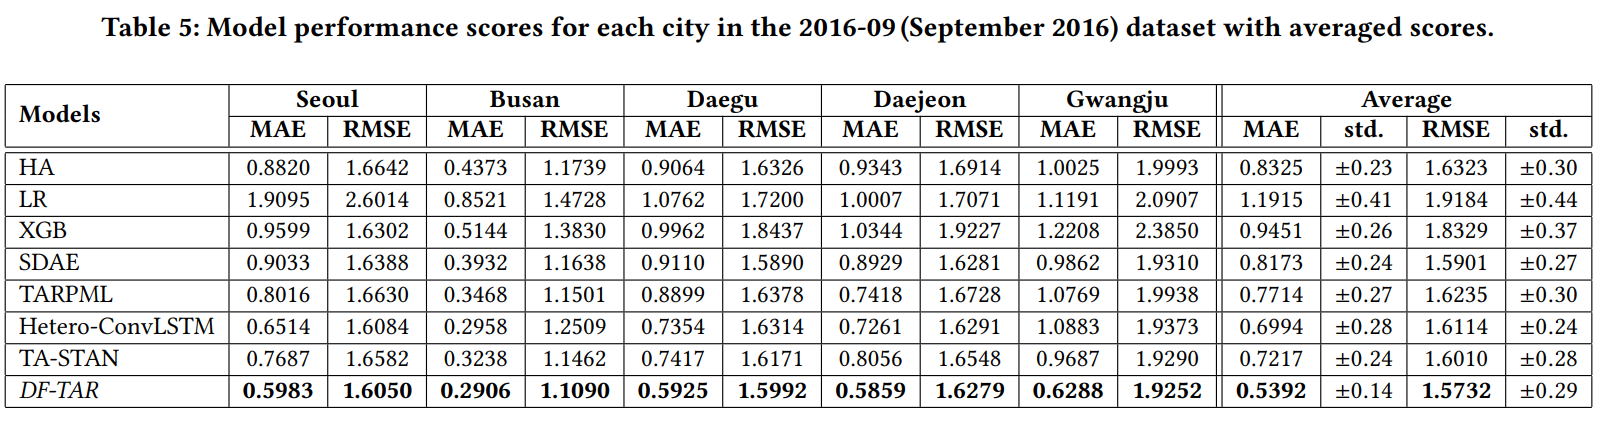 Table 5: Model performance scores for each city in the 2016-09 (September 2016) dataset with averaged scores.
Models Seoul Busan Daegu Daejeon Gwangju Average
MAE RMSE MAE RMSE MAE RMSE MAE RMSE MAE RMSE MAE std. RMSE std.
HA 0.8820 1.6642 0.4373 1.1739 0.9064 1.6326 0.9343 1.6914 1.0025 1.9993 0.8325 ±0.23 1.6323 ±0.30
LR 1.9095 2.6014 0.8521 1.4728 1.0762 1.7200 1.0007 1.7071 1.1191 2.0907 1.1915 ±0.41 1.9184 ±0.44
XGB 0.9599 1.6302 0.5144 1.3830 0.9962 1.8437 1.0344 1.9227 1.2208 2.3850 0.9451 ±0.26 1.8329 ±0.37
SDAE 0.9033 1.6388 0.3932 1.1638 0.9110 1.5890 0.8929 1.6281 0.9862 1.9310 0.8173 ±0.24 1.5901 ±0.27
TARPML 0.8016 1.6630 0.3468 1.1501 0.8899 1.6378 0.7418 1.6728 1.0769 1.9938 0.7714 ±0.27 1.6235 ±0.30
Hetero-ConvLSTM 0.6514 1.6084 0.2958 1.2509 0.7354 1.6314 0.7261 1.6291 1.0883 1.9373 0.6994 ±0.28 1.6114 ±0.24
TA-STAN 0.7687 1.6582 0.3238 1.1462 0.7417 1.6171 0.8056 1.6548 0.9687 1.9290 0.7217 ±0.24 1.6010 ±0.28
DF-TAR 0.5983 1.6050 0.2906 1.1090 0.5925 1.5992 0.5859 1.6279 0.6288 1.9252 0.5392 ±0.14 1.5732 ±0.29